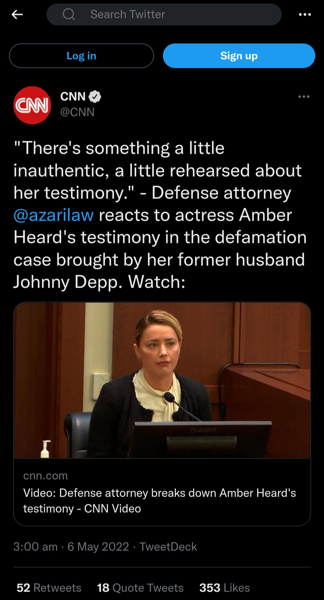 Search Twitter
Log in
Sign up
CNN
CNN
@CNN
"There's something a little
inauthentic, a little rehearsed about
her testimony." - Defense attorney
@azarilaw reacts to actress Amber
Heard's testimony in the defamation
case brought by her former husband
Johnny Depp. Watch:
cnn.com
Video: Defense attorney breaks down Amber Heard's
testimony - CNN Video
3:00 am · 6 May 2022 · TweetDeck
52 Retweets 18 Quote Tweets 353 Likes